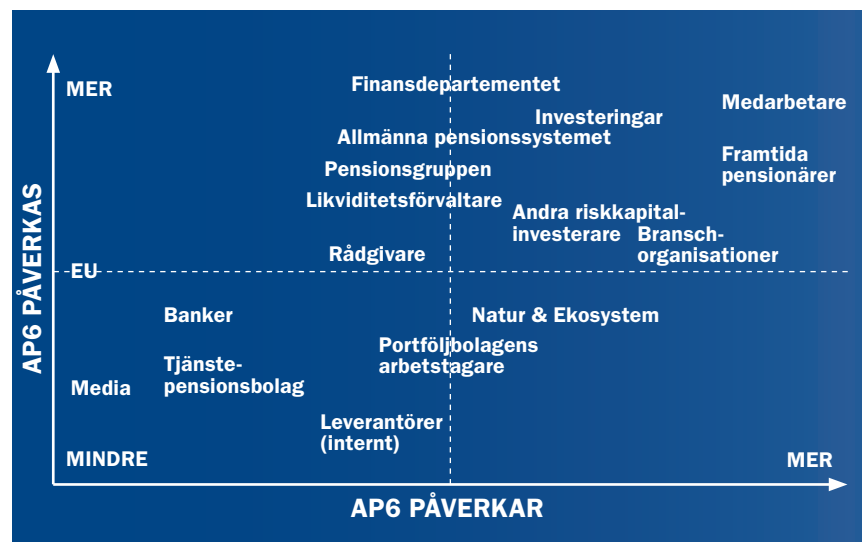 MER
Finansdepartementet
Medarbetare
Investeringar
Allmänna pensionssystemet
Framtida
pensionärer
Pensionsgruppen
Likviditetsförvaltare
Andra riskkapital-
investerare
Bransch-
organisationer
Rådgivare
EU
AP6 PÅVERKAS
Banker
Natur & Ekosystem
Portföljbolagens
arbetstagare
Tjänste-
pensionsbolag
Media
Leverantörer
(internt)
MINDRE
MER
AP6 PÅVERKAR